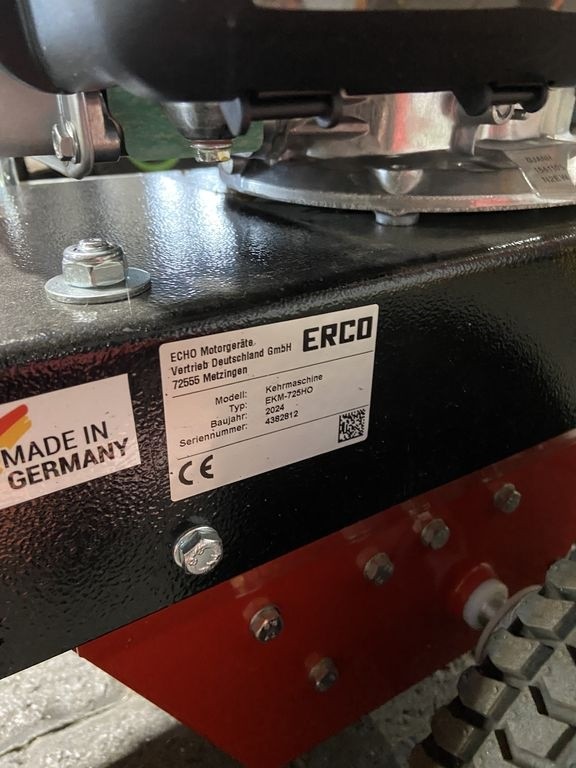 BJANH
MADE IN
GERMANY
ECHO Motorgeräte
Vertrieb Deutschland GmbH
72555 Metzingen
ERCO
Modell: Kehrmaschine
Typ: EKM-725HO
Baujahr: 2024
Seriennummer: 4382812
CE